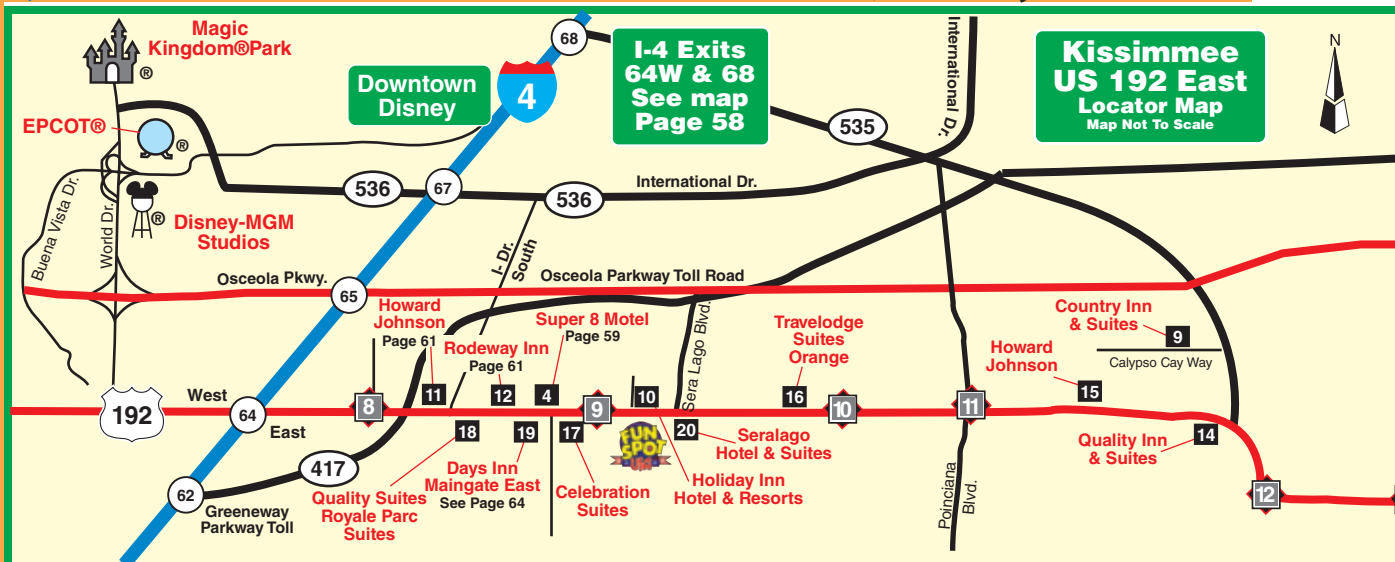 Magic
Kingdom®Park
®
EPCOT®
®
Disney-MGM
Studios
®
Buena Vista Dr.
World Dr.
Downtown
Disney
4
68
I-4 Exits
64W & 68
See map
Page 58
International Dr.
Kissimmee
US 192 East
Locator Map
Map Not To Scale
N
535
536
67
536
International Dr.
I- Dr.
South
Osceola Pkwy.
65
Osceola Parkway Toll Road
Howard
Johnson
Page 61
11
Rodeway Inn
Page 61
12
Super 8 Motel
Page 59
4
Sera Lago Blvd.
Travelodge
Suites
Orange
16
Howard
Johnson
15
Country Inn
& Suites
9
Calypso Cay Way
192
West
64
East
8
9
10
10
11
12
62
Greeneway
Parkway Toll
417
18
Quality Suites
Royale Parc
Suites
19
Days Inn
Maingate East
See Page 64
17
Celebration
Suites
FUN
SPOT
USA
Holiday Inn
Hotel & Resorts
20
Seralago
Hotel & Suites
Poinciana
Blvd.
Quality Inn
& Suites
14